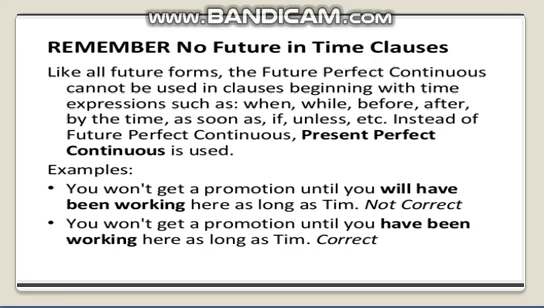 www.BANDICAM.com
REMEMBER No Future in Time Clauses
Like all future forms, the Future Perfect Continuous
cannot be used in clauses beginning with time
expressions such as: when, while, before, after,
by the time, as soon as, if, unless, etc. Instead of
Future Perfect Continuous, Present Perfect
Continuous is used.
Examples:
• You won't get a promotion until you will have
been working here as long as Tim. Not Correct
• You won't get a promotion until you have been
working here as long as Tim. Correct